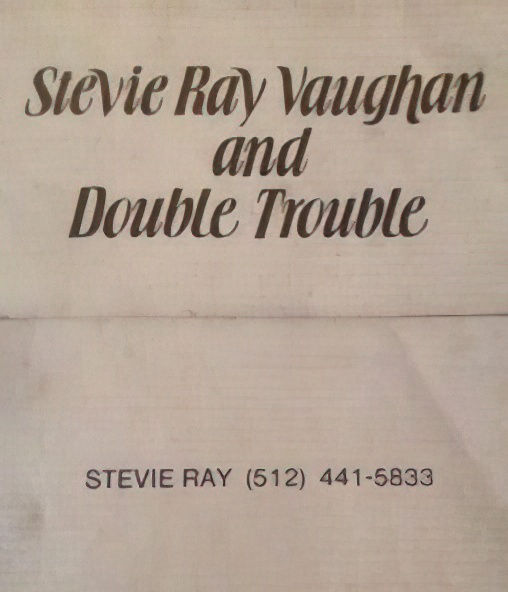 Stevie Ray Vaughan
and
Double Trouble
STEVIE RAY (512) 441-5833